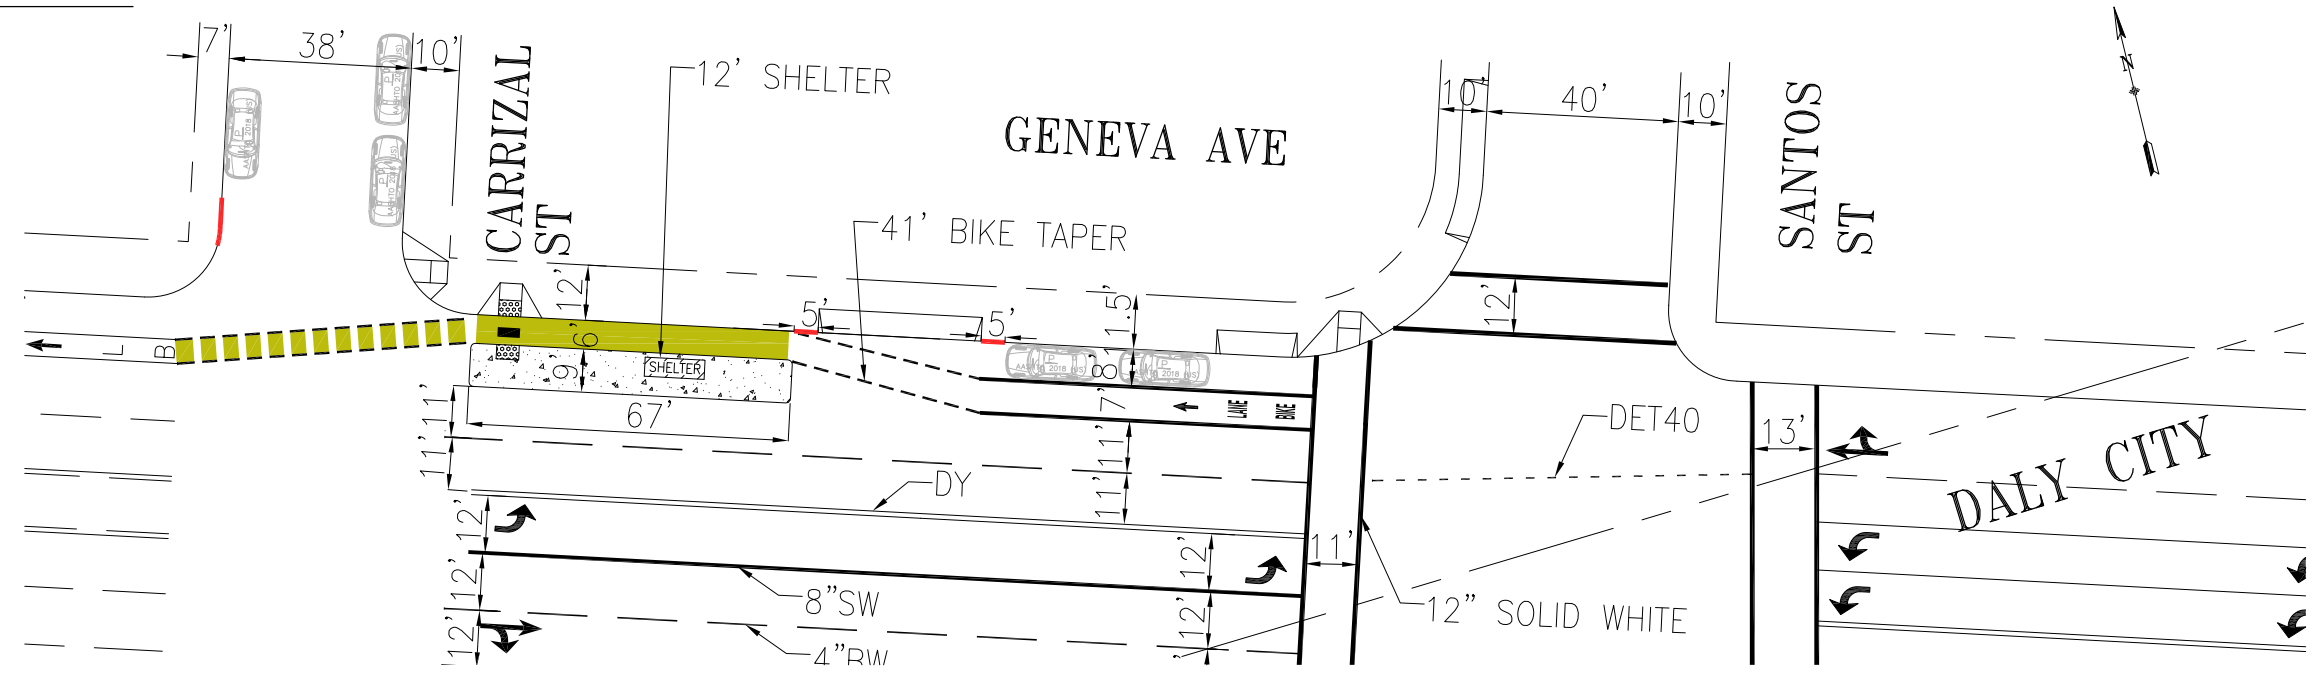 7'
38'
10'
CARRIZAL
ST
12' SHELTER
GENEVA AVE
10'
40'
10'
SANTOS
ST
N
41' BIKE TAPER
12'
5'
5'
1.5'
12'
6'
9'
SHELTER
8'
7'
LANE
BIKE
L
B
67'
11'
11'
11'
11'
DET40
13'
DALY CITY
DY
12'
12'
12'
12'
12'
11'
8"SW
4"BW
12" SOLID WHITE